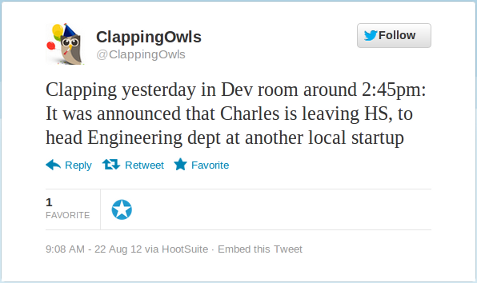 ClappingOwls
@ClappingOwls
Follow
Clapping yesterday in Dev room around 2:45pm:
It was announced that Charles is leaving HS, to
head Engineering dept at another local startup
Reply Retweet Favorite
1
FAVORITE
9:08 AM - 22 Aug 12 via HootSuite · Embed this Tweet